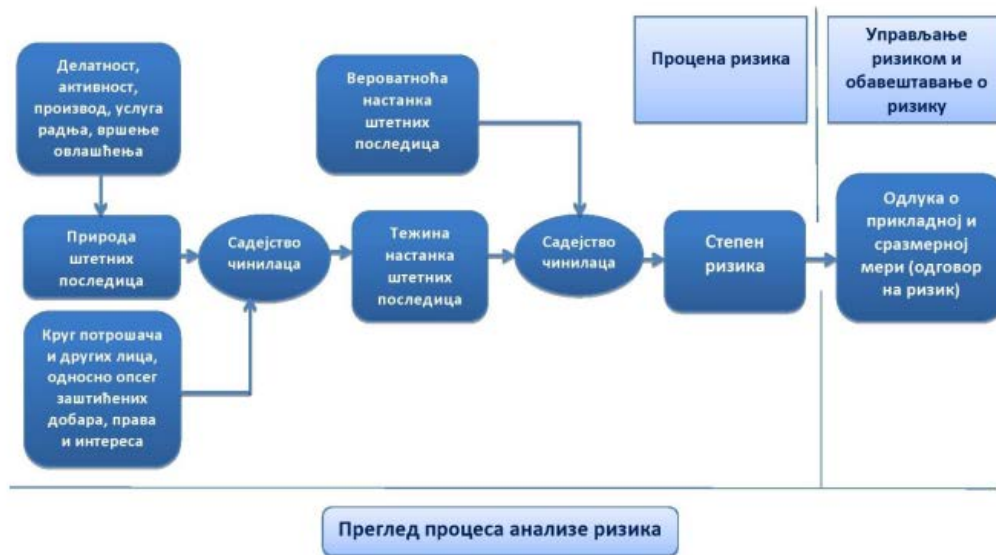 Делатност,
активност,
производ, услуга
радња, вршење
овлашћења
Вероватноћа
настанка
штетних
последица
Процена ризика
Управљање
ризиком и
обавештавање о
ризику
Природа
штетних
последица
Садејство
чинилаца
Тежина
настанка
штетних
последица
Садејство
чинилаца
Степен
ризика
Одлука о
прикладној и
сразмерној
мери (одговор
на ризик)
Круг потрошача
и других лица,
односно опсег
заштићених
добара, права
и интереса
Преглед процеса анализе ризика